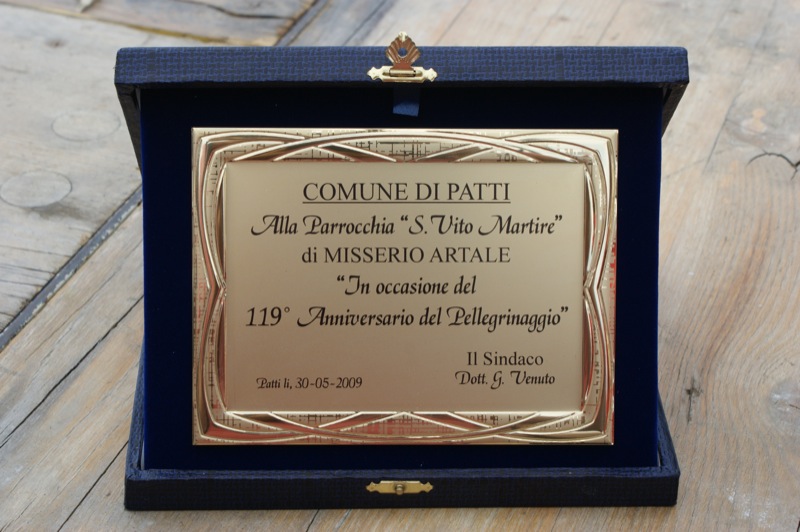 COMUNE DI PATTI
Alla Parrocchia “S. Vito Martire”
di MISSERIO ARTALE
“In occasione del
119° Anniversario del Pellegrinaggio”
Il Sindaco
Patti li, 30-05-2009 Dott. G. Venuto